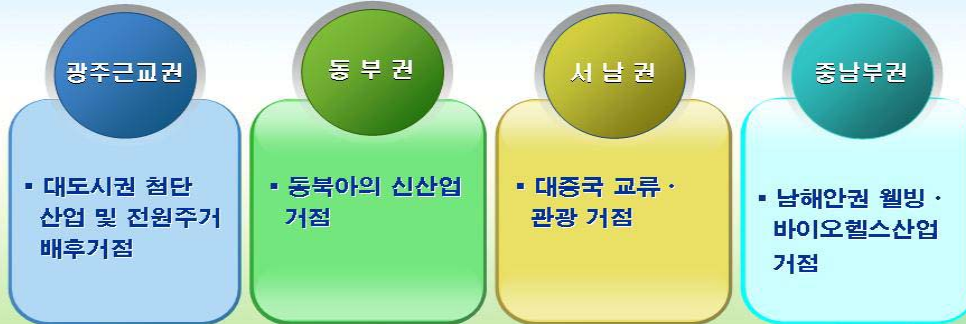 광주근교권
▪ 대도시권 첨단
산업 및 전원주거
배후거점
동 부 권
▪ 동북아의 신산업
거점
서 남 권
▪ 대중국 교류 ·
관광 거점
중남부권
▪ 남해안권 웰빙 ·
바이오헬스산업
거점